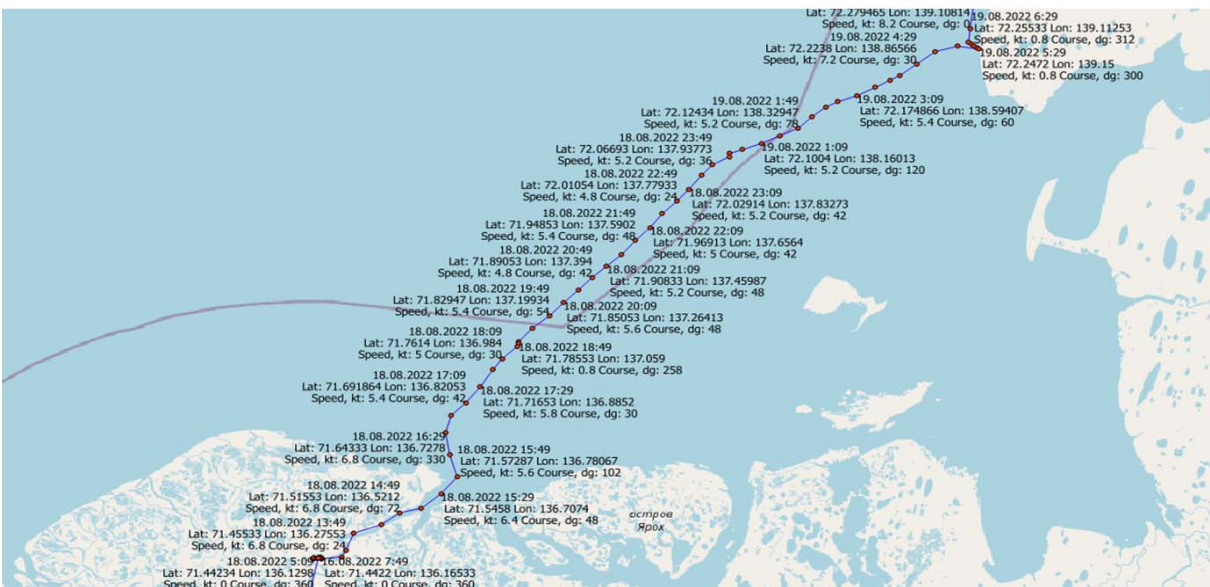 Lat: 72.279465 Lon: 139.10814
Speed, kt: 8.2 Course, dg: 0
19.08.2022 6:29
Lat: 72.25533 Lon: 139.11253
Speed, kt: 0.8 Course, dg: 312
19.08.2022 4:29
Lat: 72.2238 Lon: 138.86566
Speed, kt: 7.2 Course, dg: 30
19.08.2022 5:29
Lat: 72.2472 Lon: 139.15
Speed, kt: 0.8 Course, dg: 300
19.08.2022 1:49
Lat: 72.12434 Lon: 138.32947
Speed, kt: 5.2 Course, dg: 78
19.08.2022 3:09
Lat: 72.174866 Lon: 138.59407
Speed, kt: 5.4 Course, dg: 60
18.08.2022 23:49
Lat: 72.06693 Lon: 137.93773
Speed, kt: 5.2 Course, dg: 36
19.08.2022 1:09
Lat: 72.1004 Lon: 138.16013
Speed, kt: 5.2 Course, dg: 120
18.08.2022 22:49
Lat: 72.01054 Lon: 137.77933
Speed, kt: 4.8 Course, dg: 24
18.08.2022 23:09
Lat: 72.02914 Lon: 137.83273
Speed, kt: 5.2 Course, dg: 42
18.08.2022 21:49
Lat: 71.94853 Lon: 137.5902
Speed, kt: 5.4 Course, dg: 48
18.08.2022 22:09
Lat: 71.96913 Lon: 137.6564
Speed, kt: 5 Course, dg: 42
18.08.2022 20:49
Lat: 71.89053 Lon: 137.394
Speed, kt: 4.8 Course, dg: 42
18.08.2022 21:09
Lat: 71.90833 Lon: 137.45987
Speed, kt: 5.2 Course, dg: 48
18.08.2022 19:49
Lat: 71.82947 Lon: 137.19934
Speed, kt: 5.4 Course, dg: 54
18.08.2022 20:09
Lat: 71.85053 Lon: 137.26413
Speed, kt: 5.6 Course, dg: 48
18.08.2022 18:09
Lat: 71.7614 Lon: 136.984
Speed, kt: 5 Course, dg: 30
18.08.2022 18:49
Lat: 71.78553 Lon: 137.059
Speed, kt: 0.8 Course, dg: 258
18.08.2022 17:09
Lat: 71.691864 Lon: 136.82053
Speed, kt: 5.4 Course, dg: 42
18.08.2022 17:29
Lat: 71.71653 Lon: 136.8852
Speed, kt: 5.8 Course, dg: 30
18.08.2022 16:29
Lat: 71.64333 Lon: 136.7278
Speed, kt: 6.8 Course, dg: 330
18.08.2022 15:49
Lat: 71.57287 Lon: 136.78067
Speed, kt: 5.6 Course, dg: 102
18.08.2022 14:49
Lat: 71.51553 Lon: 136.5212
Speed, kt: 6.8 Course, dg: 72
18.08.2022 15:29
Lat: 71.5458 Lon: 136.7074
Speed, kt: 6.4 Course, dg: 48
остров
Ярок
18.08.2022 13:49
Lat: 71.45533 Lon: 136.27553
Speed, kt: 6.8 Course, dg: 24
18.08.2022 5:09
Lat: 71.44234 Lon: 136.1298
Speed, kt: 0 Course, dg: 360
16.08.2022 7:49
Lat: 71.4422 Lon: 136.16533
Speed, kt: 0 Course, dg: 360